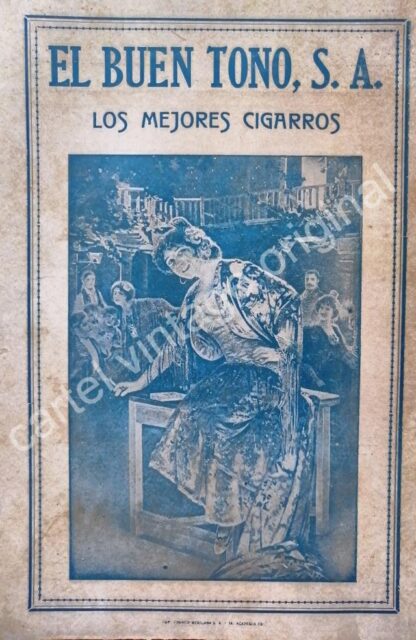 EL BUEN TONO, S. A.
LOS MEJORES CIGARROS
cartel vintage original